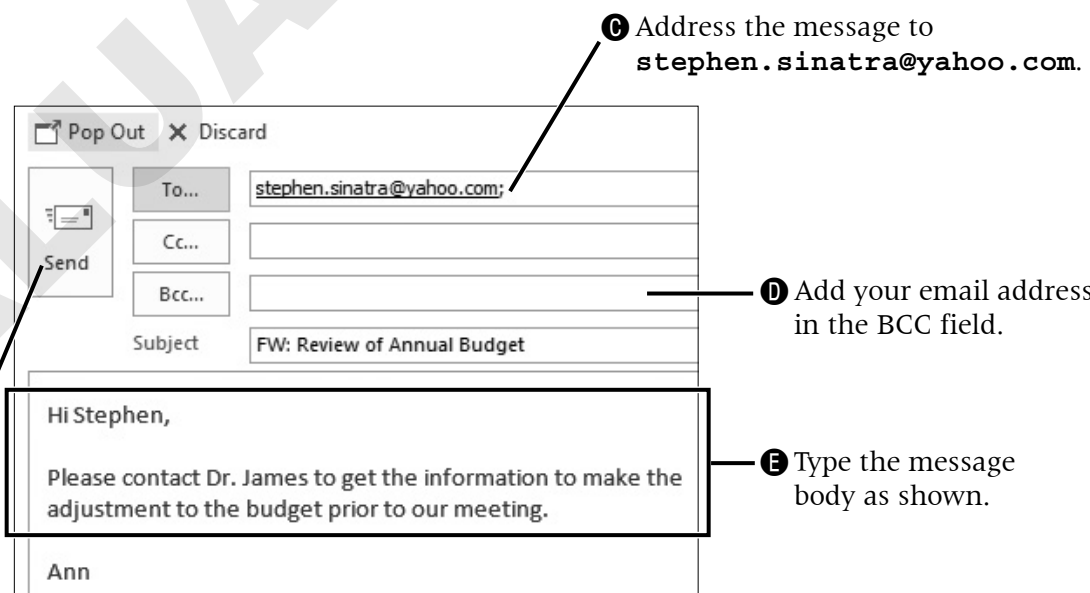 C Address the message to
stephen.sinatra@yahoo.com.
Pop Out Discard
To... stephen.sinatra@yahoo.com;
Cc...
Send
Bcc...
D Add your email address
in the BCC field.
Subject FW: Review of Annual Budget
Hi Stephen,
Please contact Dr. James to get the information to make the
adjustment to the budget prior to our meeting.
E Type the message
body as shown.
Ann